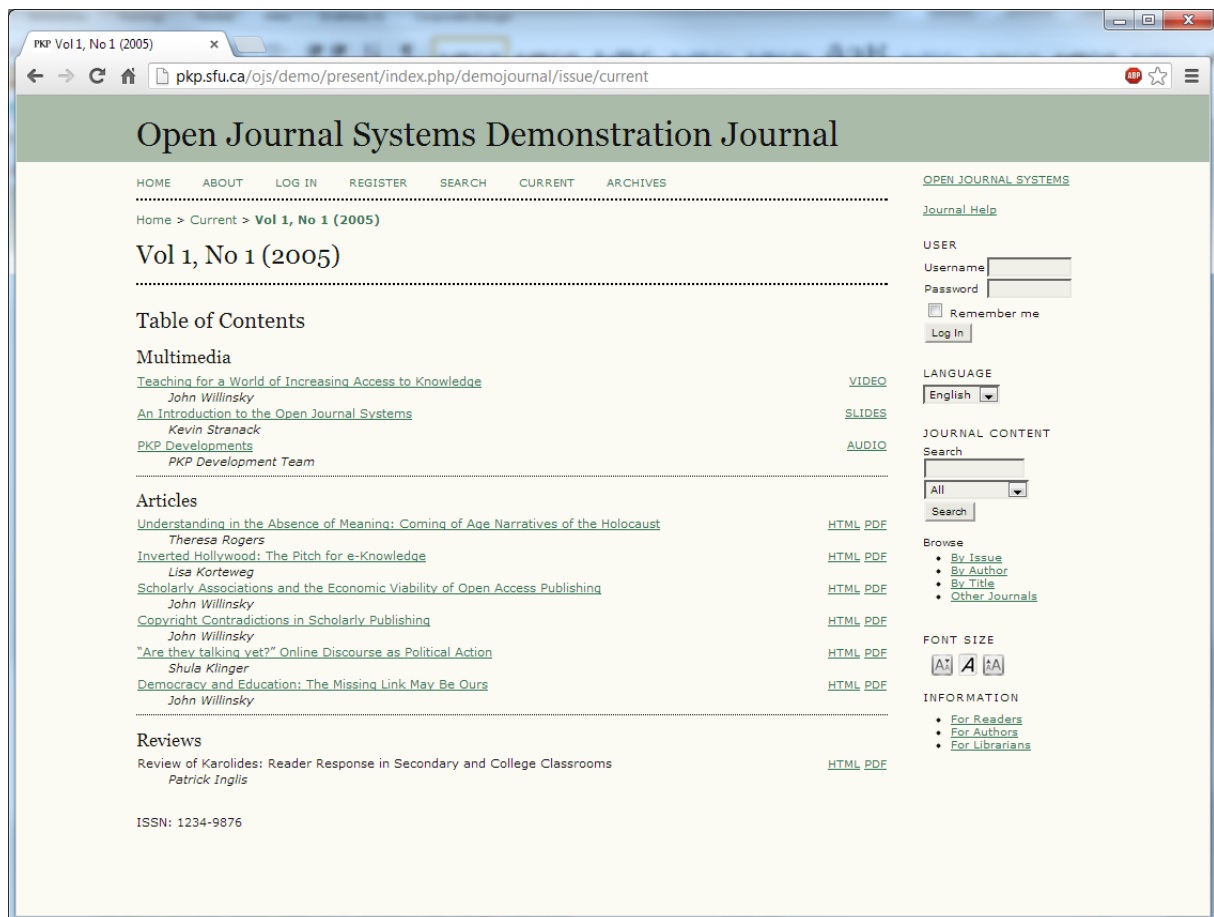 PKP Vol 1, No 1 (2005)
pkp.sfu.ca/ojs/demo/present/index.php/demojournal/issue/current
ABP
Open Journal Systems Demonstration Journal
HOME ABOUT LOG IN REGISTER SEARCH CURRENT ARCHIVES
Home > Current > Vol 1, No 1 (2005)
Vol 1, No 1 (2005)
Table of Contents
Multimedia
Teaching for a World of Increasing Access to Knowledge VIDEO
John Willinsky
An Introduction to the Open Journal Systems SLIDES
Kevin Stranack
PKP Developments AUDIO
PKP Development Team
Articles
Understanding in the Absence of Meaning: Coming of Age Narratives of the Holocaust HTML PDF
Theresa Rogers
Inverted Hollywood: The Pitch for e-Knowledge HTML PDF
Lisa Korteweg
Scholarly Associations and the Economic Viability of Open Access Publishing HTML PDF
John Willinsky
Copyright Contradictions in Scholarly Publishing HTML PDF
John Willinsky
“Are they talking yet?” Online Discourse as Political Action HTML PDF
Shula Klinger
Democracy and Education: The Missing Link May Be Ours HTML PDF
John Willinsky
Reviews
Review of Karolides: Reader Response in Secondary and College Classrooms HTML PDF
Patrick Inglis
ISSN: 1234-9876
OPEN JOURNAL SYSTEMS
Journal Help
USER
Username
Password
Remember me
Log In
LANGUAGE
English
JOURNAL CONTENT
Search
All
Search
Browse
By Issue
By Author
By Title
Other Journals
FONT SIZE
A A A
INFORMATION
For Readers
For Authors
For Librarians